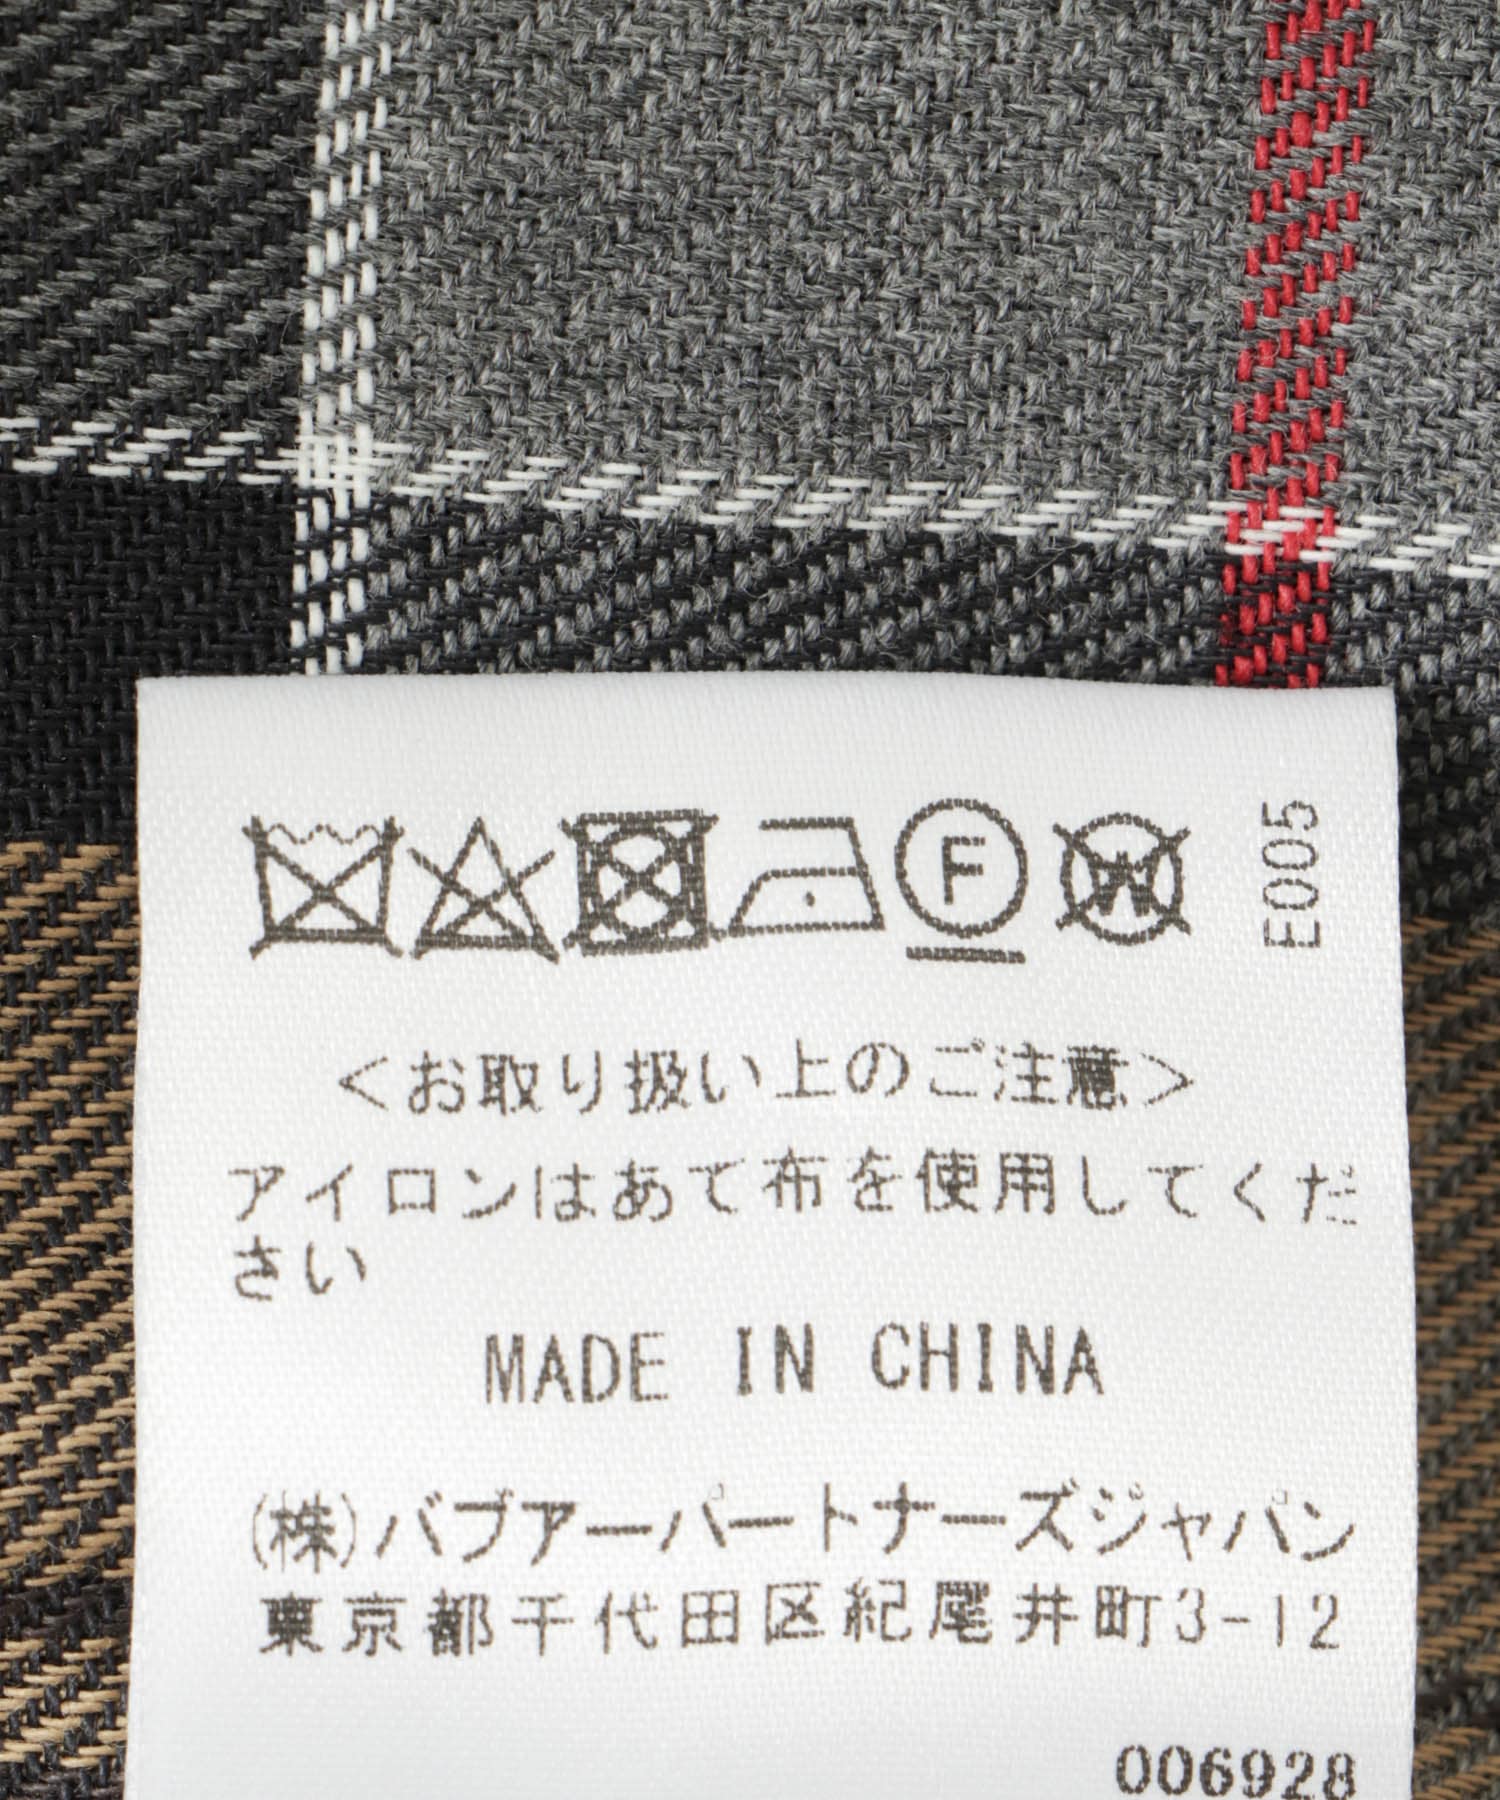 F
W
E005
<お取り扱い上のご注意>
アイロンはあて布を使用してくだ
さい
MADE IN CHINA
(株)バブアーパートナーズジャパン
東京都千代田区紀尾井町3-12
006928